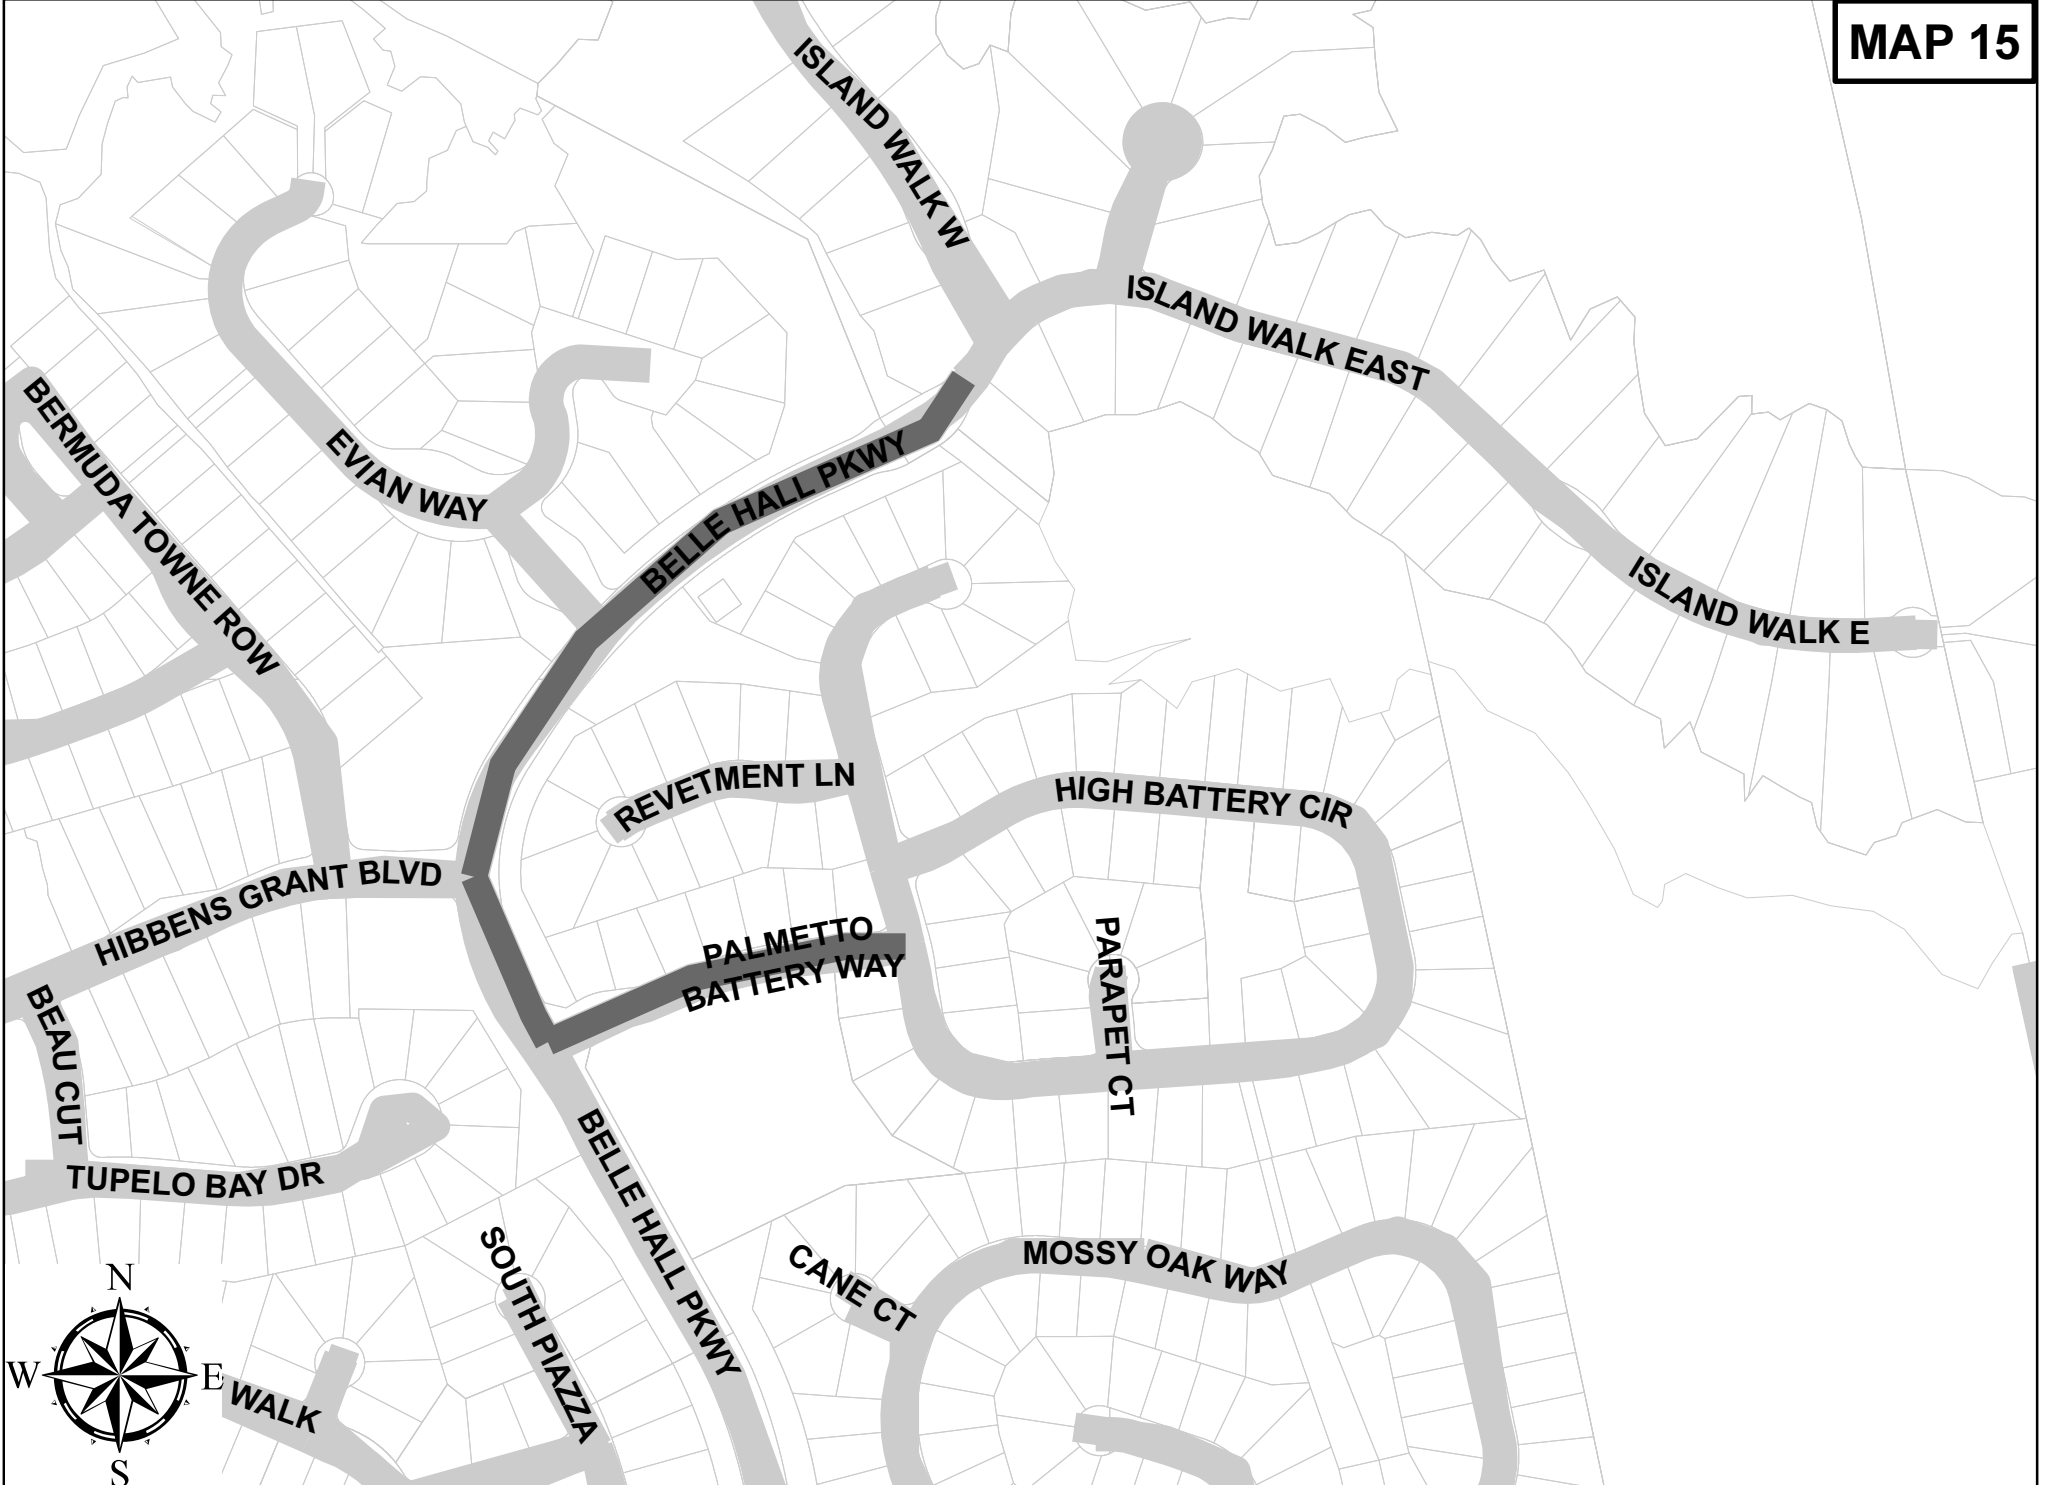 MAP 15
ISLAND WALK W
ISLAND WALK EAST
BERMUDA TOWNE ROW
EVIAN WAY
BELLE HALL PKWY
ISLAND WALK E
REVETMENT LN
HIGH BATTERY CIR
HIBBENS GRANT BLVD
PALMETTO
BATTERY WAY
PARAPET CT
BEAU CUT
TUPELO BAY DR
BELLE HALL PKWY
SOUTH PIAZZA
CANE CT
MOSSY OAK WAY
N
W
E
S
WALK